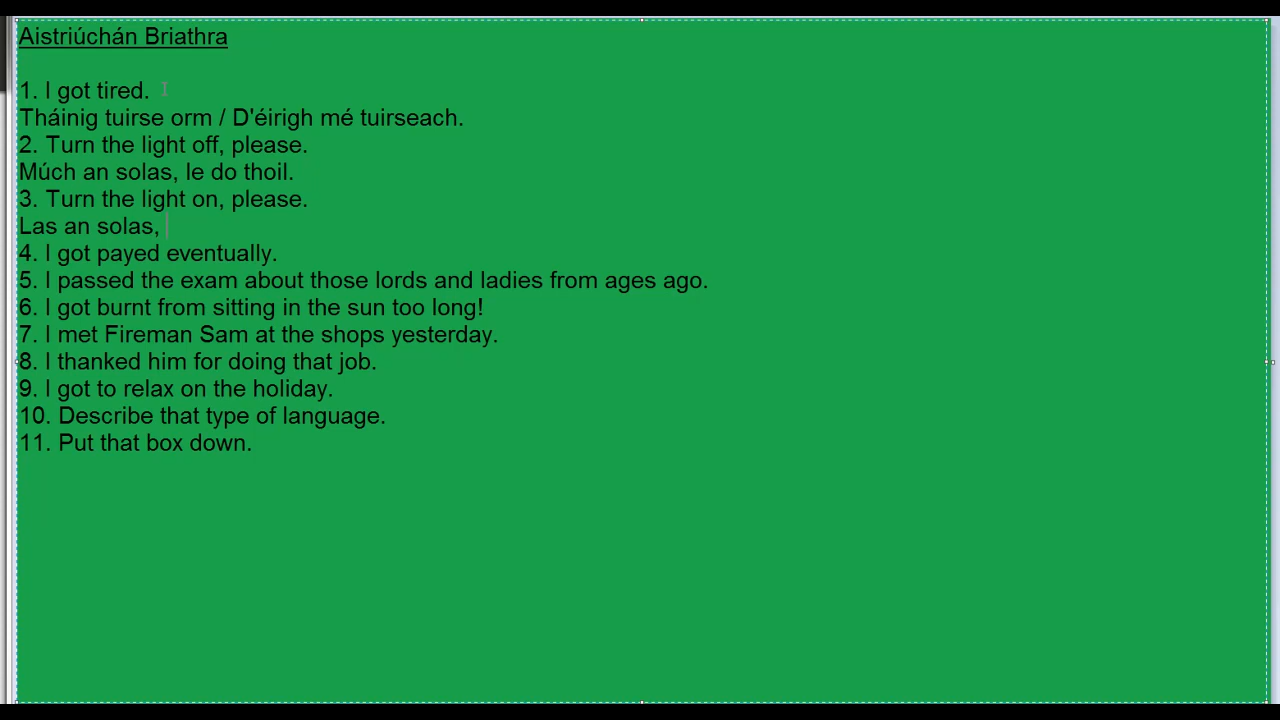 Aistriúchán Briathra
1. I got tired.
Tháinig tuirse orm / D'éirigh mé tuirseach.
2. Turn the light off, please.
Múch an solas, le do thoil.
3. Turn the light on, please.
Las an solas,
4. I got payed eventually.
5. I passed the exam about those lords and ladies from ages ago.
6. I got burnt from sitting in the sun too long!
7. I met Fireman Sam at the shops yesterday.
8. I thanked him for doing that job.
9. I got to relax on the holiday.
10. Describe that type of language.
11. Put that box down.